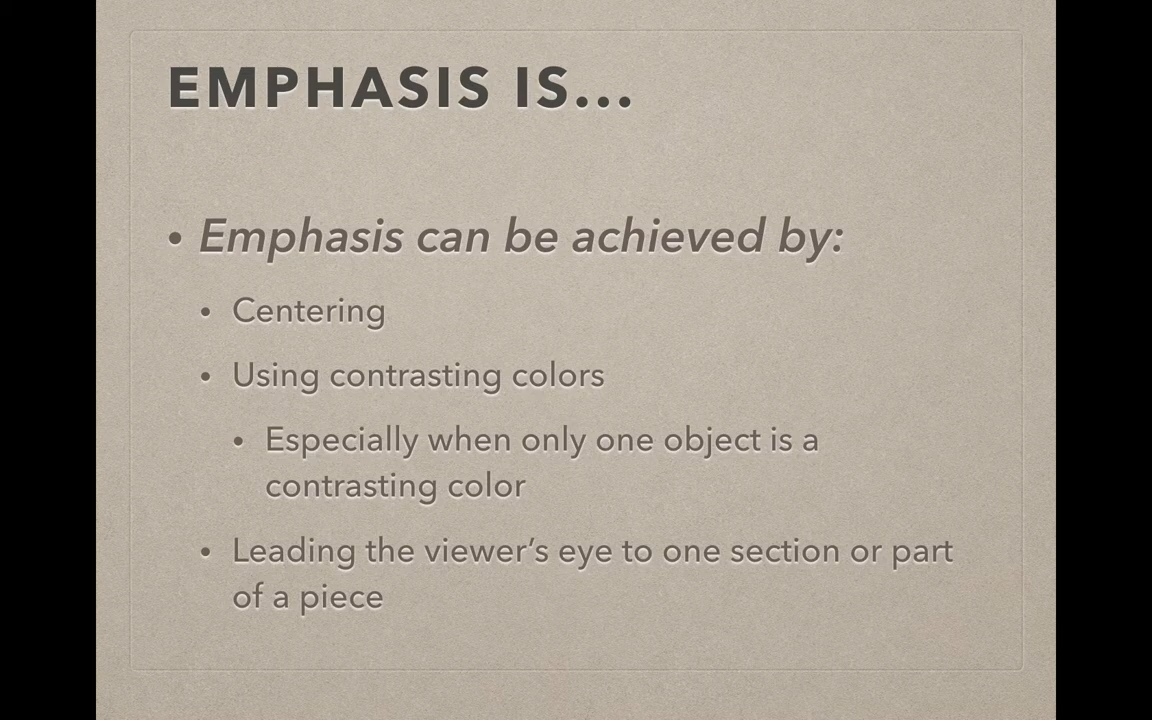 EMPHASIS IS...
• Emphasis can be achieved by:
• Centering
• Using contrasting colors
• Especially when only one object is a
contrasting color
• Leading the viewer’s eye to one section or part
of a piece